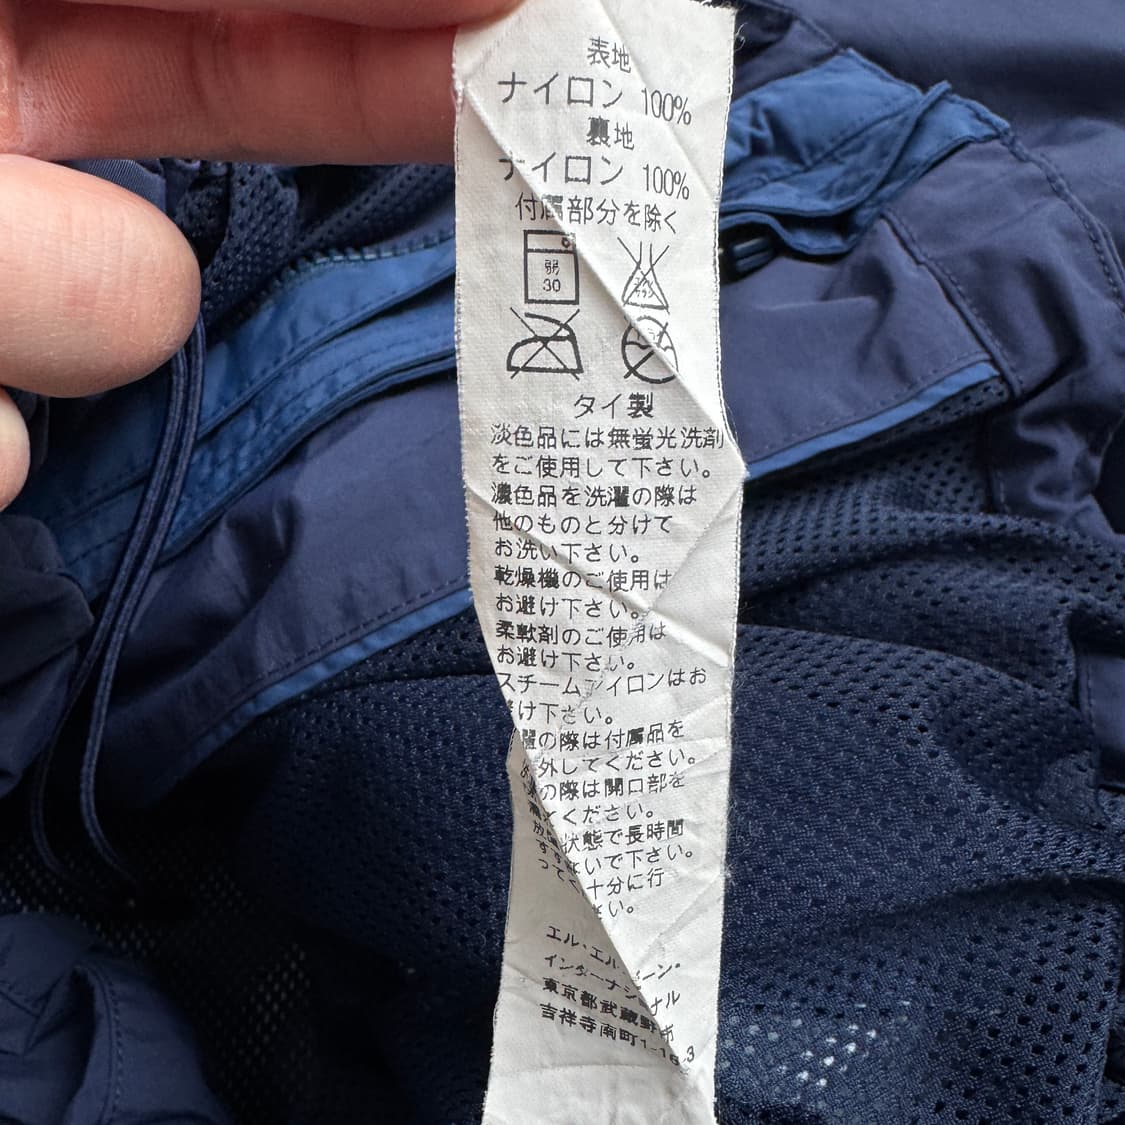 表地
ナイロン 100%
裏地
ナイロン 100%
付属部分を除く
弱
30
タイ製
淡色品には無蛍光洗剤
をご使用して下さい。
濃色品を洗濯の際は
他のものと分けて
お洗い下さい。
乾燥機のご使用は
お避け下さい。
柔軟剤のご使用は
お避け下さい。
スチームアイロンはお
け下さい。
濯の際は付属品を
外してください。
の際は開口部を
ください。
状態で長時間
いで下さい。
十分に行
い。
エル・エル・ビーン・
インターナショナル
東京都武蔵野市
吉祥寺南町1-16 3